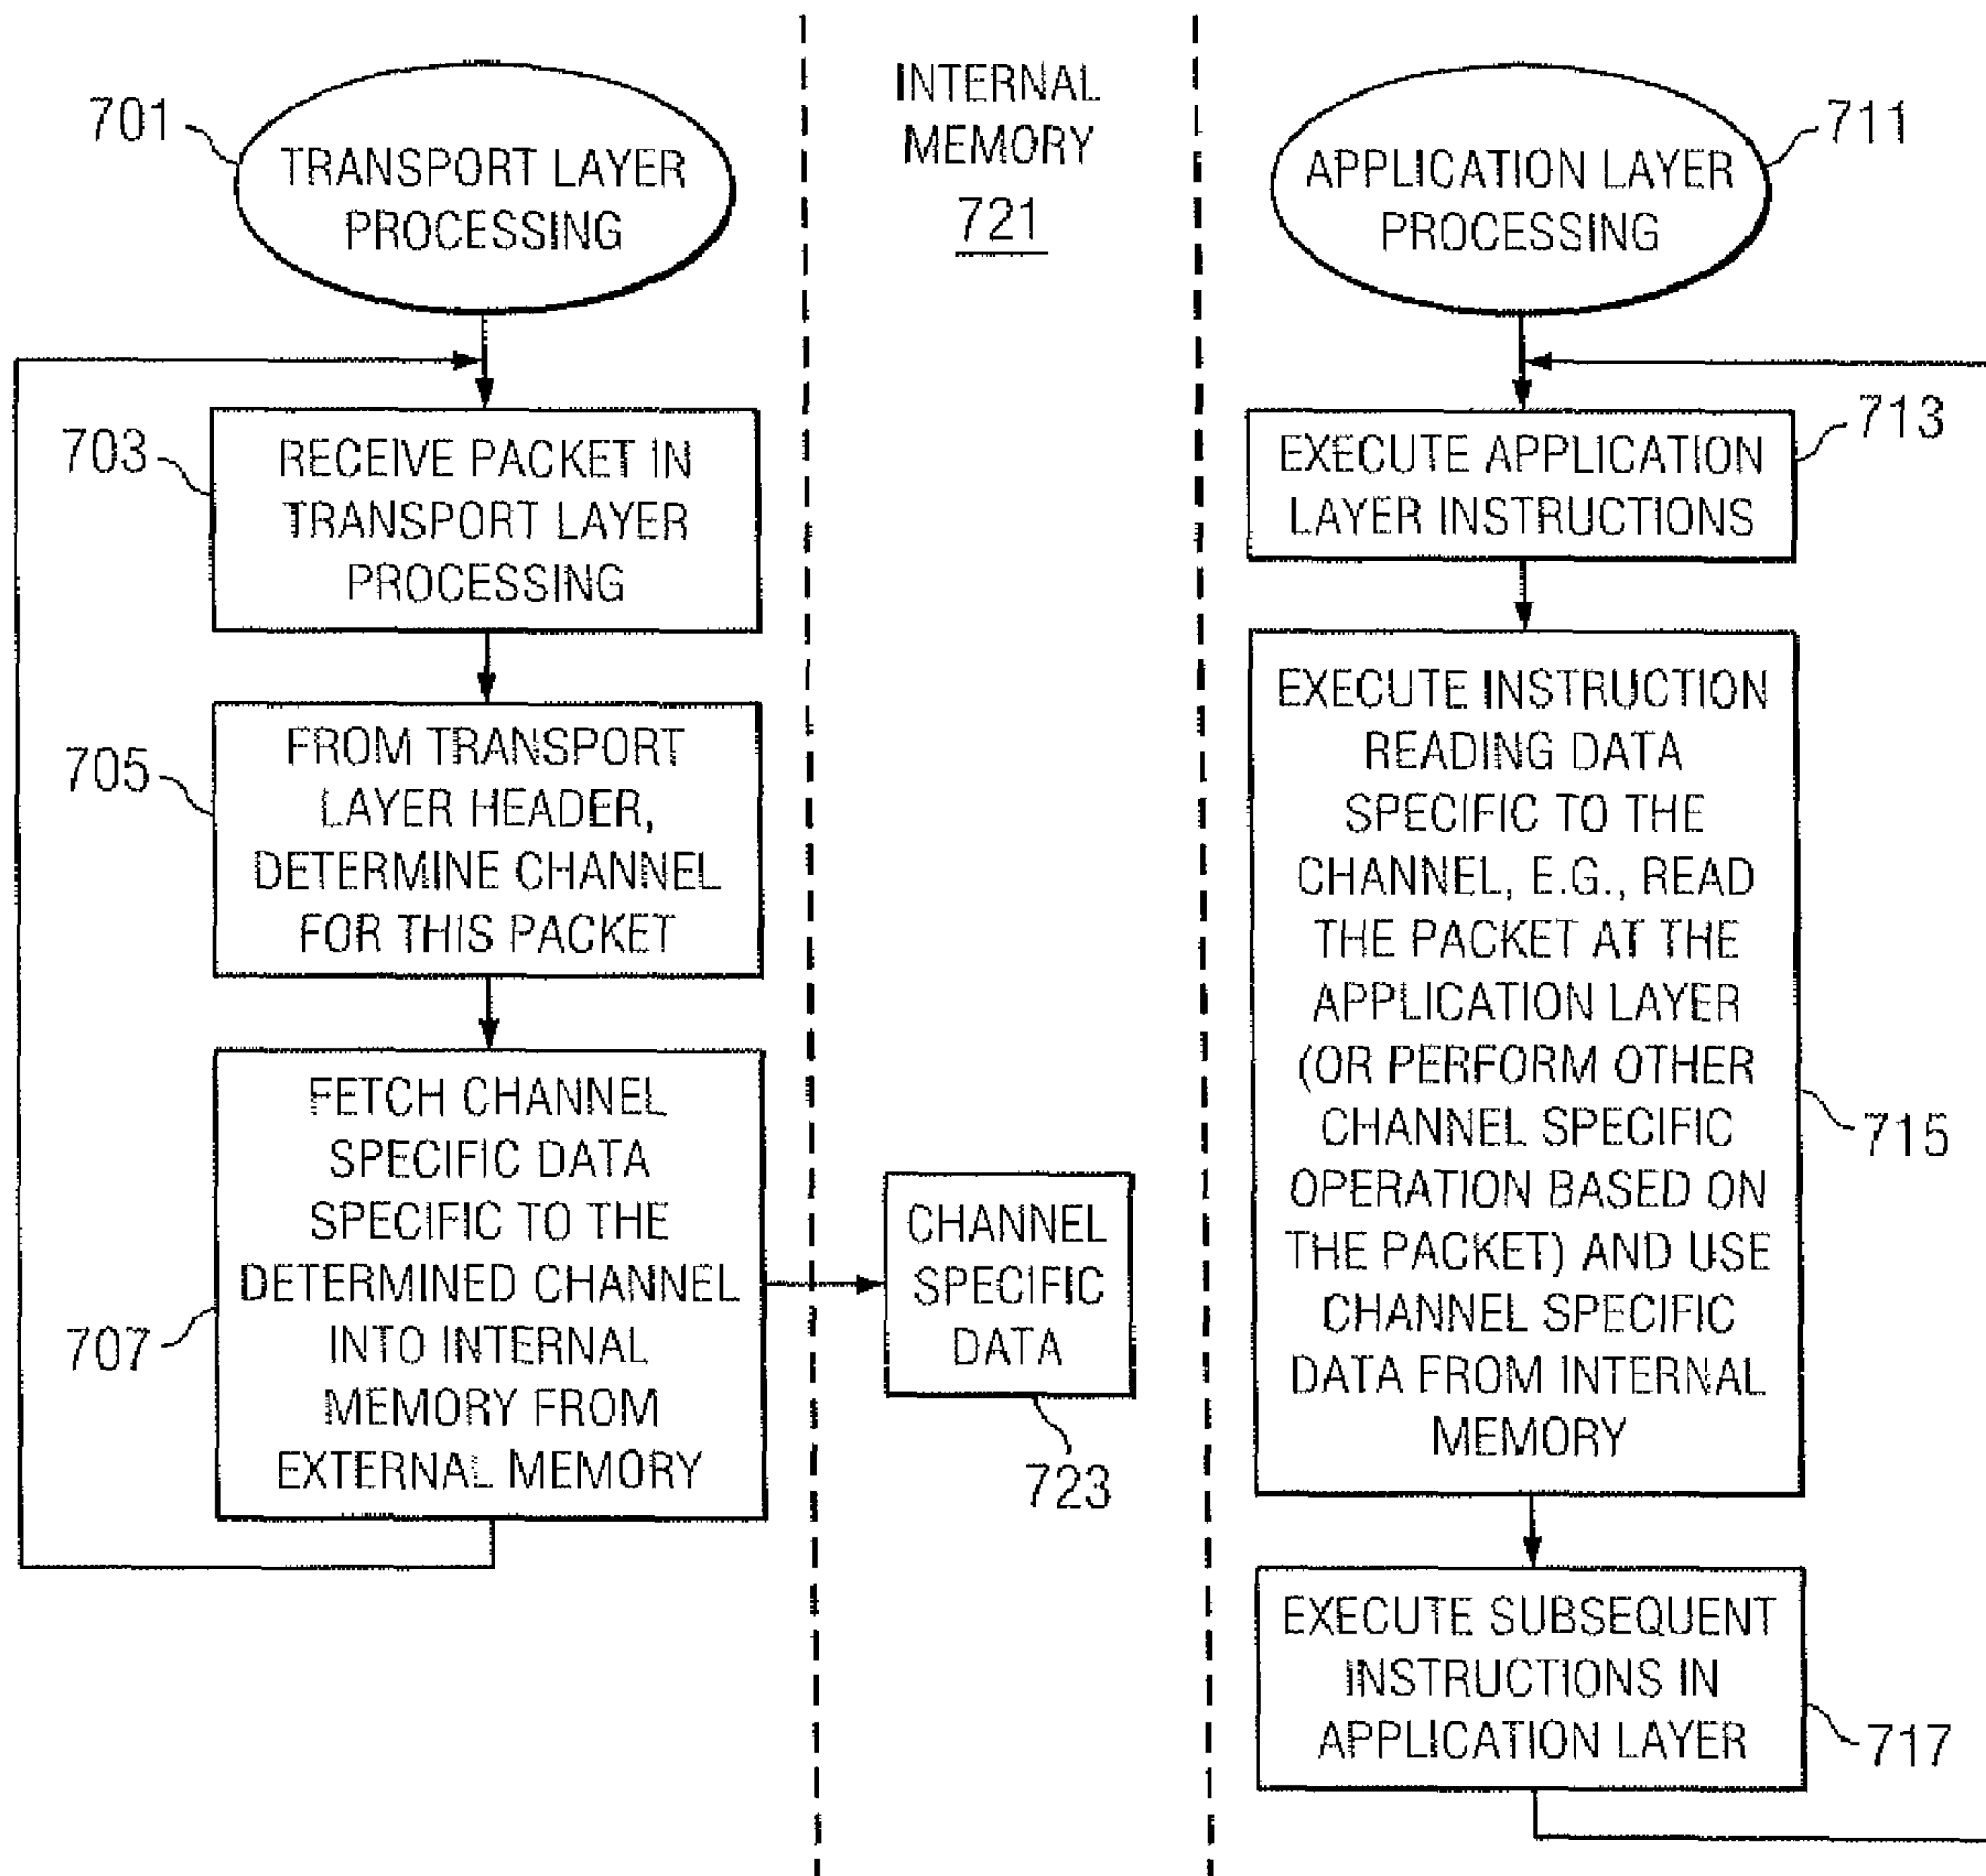 701
TRANSPORT LAYER
PROCESSING
703
RECEIVE PACKET IN
TRANSPORT LAYER
PROCESSING
705
FROM TRANSPORT
LAYER HEADER,
DETERMINE CHANNEL
FOR THIS PACKET
707
FETCH CHANNEL
SPECIFIC DATA
SPECIFIC TO THE
DETERMINED CHANNEL
INTO INTERNAL
MEMORY FROM
EXTERNAL MEMORY
INTERNAL
MEMORY
721
CHANNEL
SPECIFIC
DATA
723
711
APPLICATION LAYER
PROCESSING
713
EXECUTE APPLICATION
LAYER INSTRUCTIONS
EXECUTE INSTRUCTION
READING DATA
SPECIFIC TO THE
CHANNEL, E.G., READ
THE PACKET AT THE
APPLICATION LAYER
(OR PERFORM OTHER
CHANNEL SPECIFIC
OPERATION BASED ON
THE PACKET) AND USE
CHANNEL SPECIFIC
DATA FROM INTERNAL
MEMORY
715
EXECUTE SUBSEQUENT
INSTRUCTIONS IN
APPLICATION LAYER
717